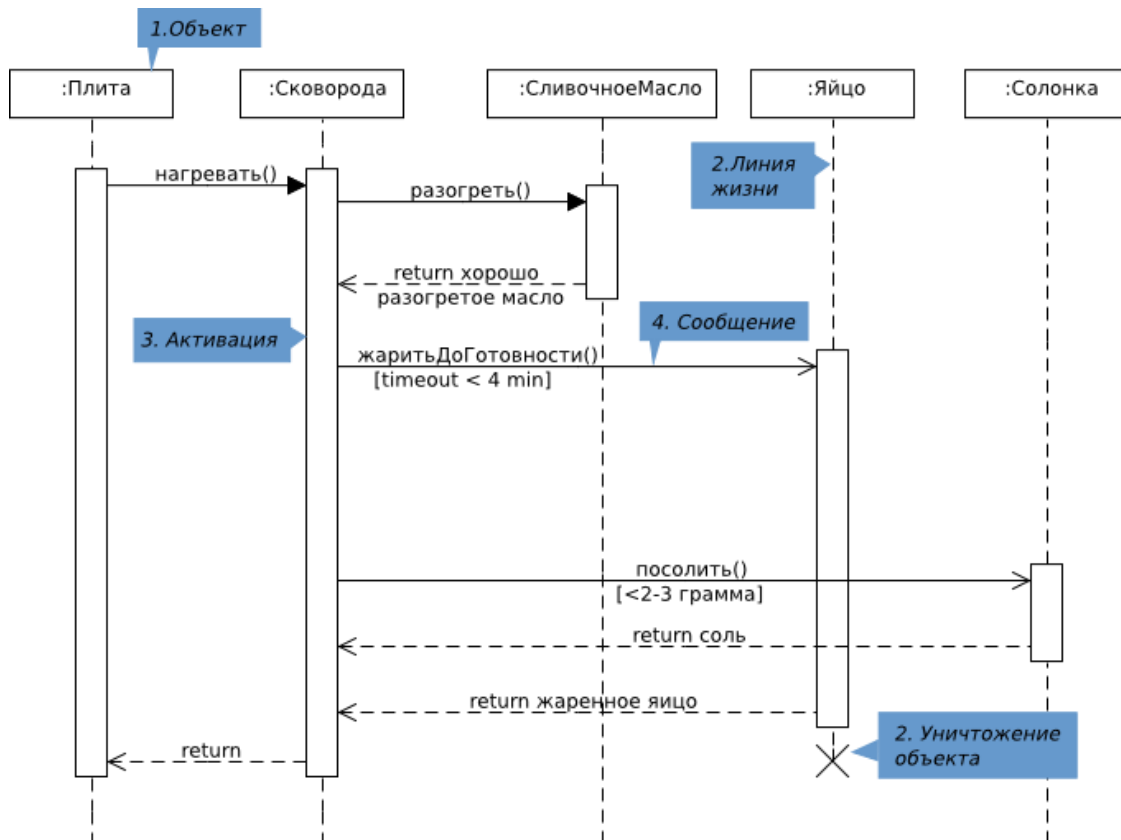 1.Объект
:Плита
:Сковорода
:СливочноеМасло
:Яйцо
:Солонка
2.Линия
жизни
нагревать()
разогреть()
return хорошо
разогретое масло
3. Активация
4. Сообщение
жаритьДоГотовности()
[timeout < 4 min]
посолить()
[<2-3 грамма]
return соль
return жаренное яицо
return
2. Уничтожение
объекта